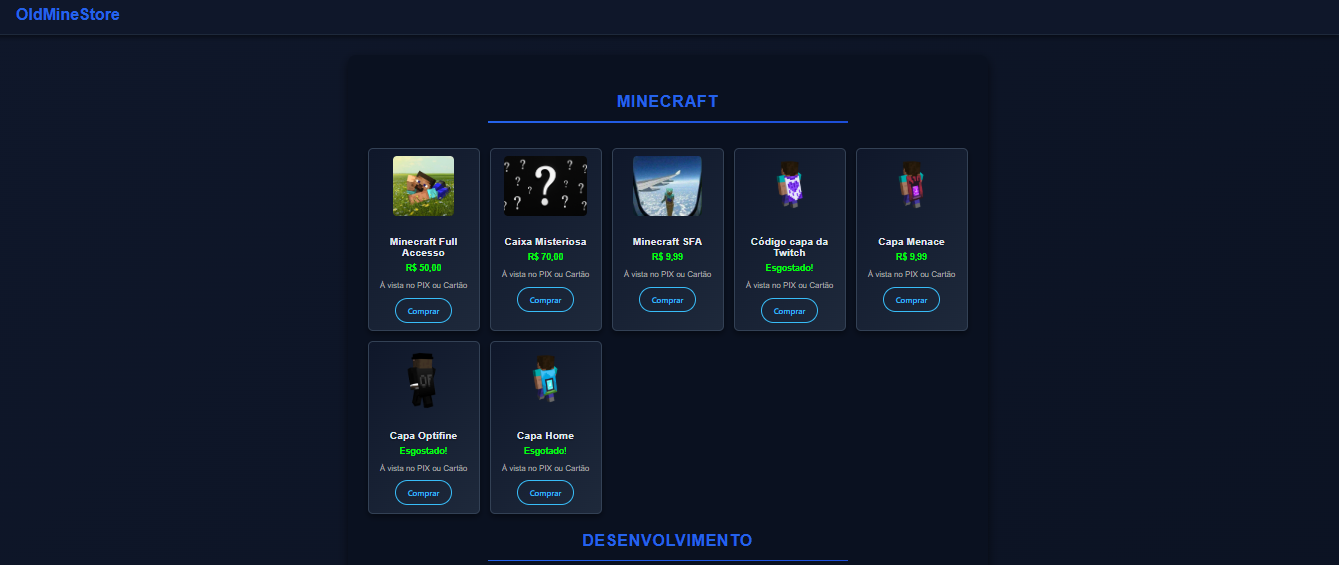 OldMineStore
MINECRAFT
Minecraft Full
Accesso
R$ 50,00
À vista no PIX ou Cartão
Comprar
Caixa Misteriosa
R$ 70,00
À vista no PIX ou Cartão
Comprar
Minecraft SFA
R$ 9,99
À vista no PIX ou Cartão
Comprar
Código capa da
Twitch
Esgostado!
À vista no PIX ou Cartão
Comprar
Capa Menace
R$ 9,99
À vista no PIX ou Cartão
Comprar
OF
Capa Optifine
Esgostado!
À vista no PIX ou Cartão
Comprar
Capa Home
Esgotado!
À vista no PIX ou Cartão
Comprar
DESENVOLVIMENTO